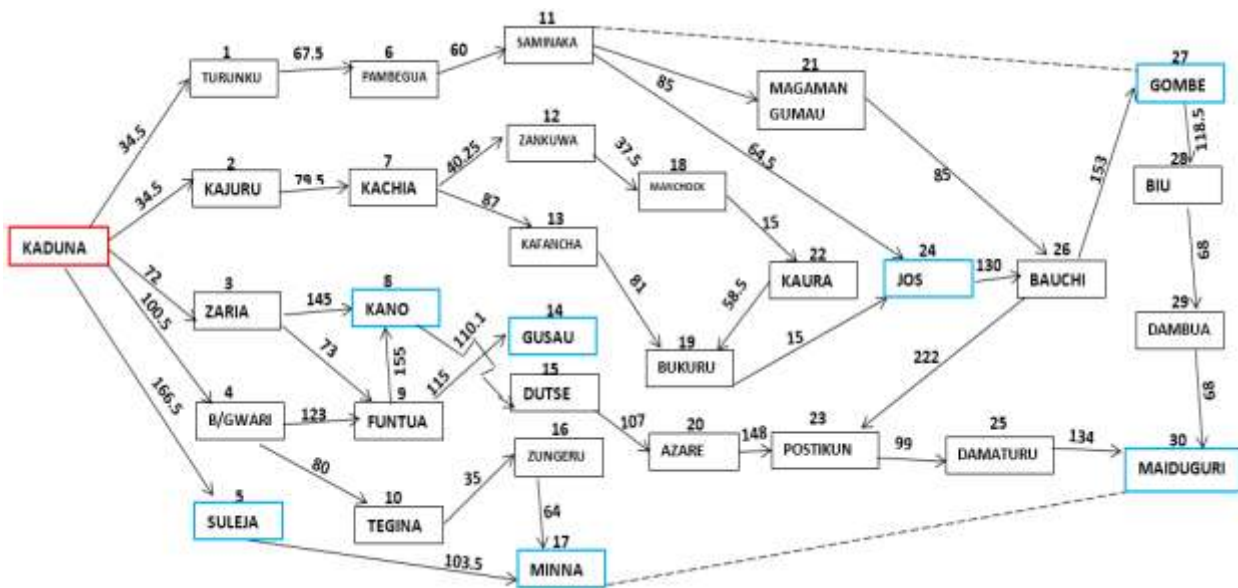 11
SAMINAKA
1
TURUNKU
67.5
6
PAMBEGUA
60
85
21
MAGAMAN
GUMAU
27
GOMBE
34.5
12
ZANKUWA
40.25
37.5
64.5
85
153
118.5
2
KAJURU
34.5
79.5
7
KACHIA
18
MANCHOCK
28
BIU
87
13
KAFANCHA
15
KADUNA
22
KAURA
24
JOS
130
26
BAUCHI
68
72
3
ZARIA
145
8
KANO
81
58.5
29
DAMBUA
100.5
14
GUSAU
110.1
73
155
115
19
BUKURU
15
222
68
166.5
4
B/GWARI
123
9
FUNTUA
15
DUTSE
107
20
AZARE
148
23
POSTIKUN
99
25
DAMATURU
134
30
MAIDUGURI
16
ZUNGERU
80
35
10
TEGINA
64
5
SULEJA
103.5
17
MINNA